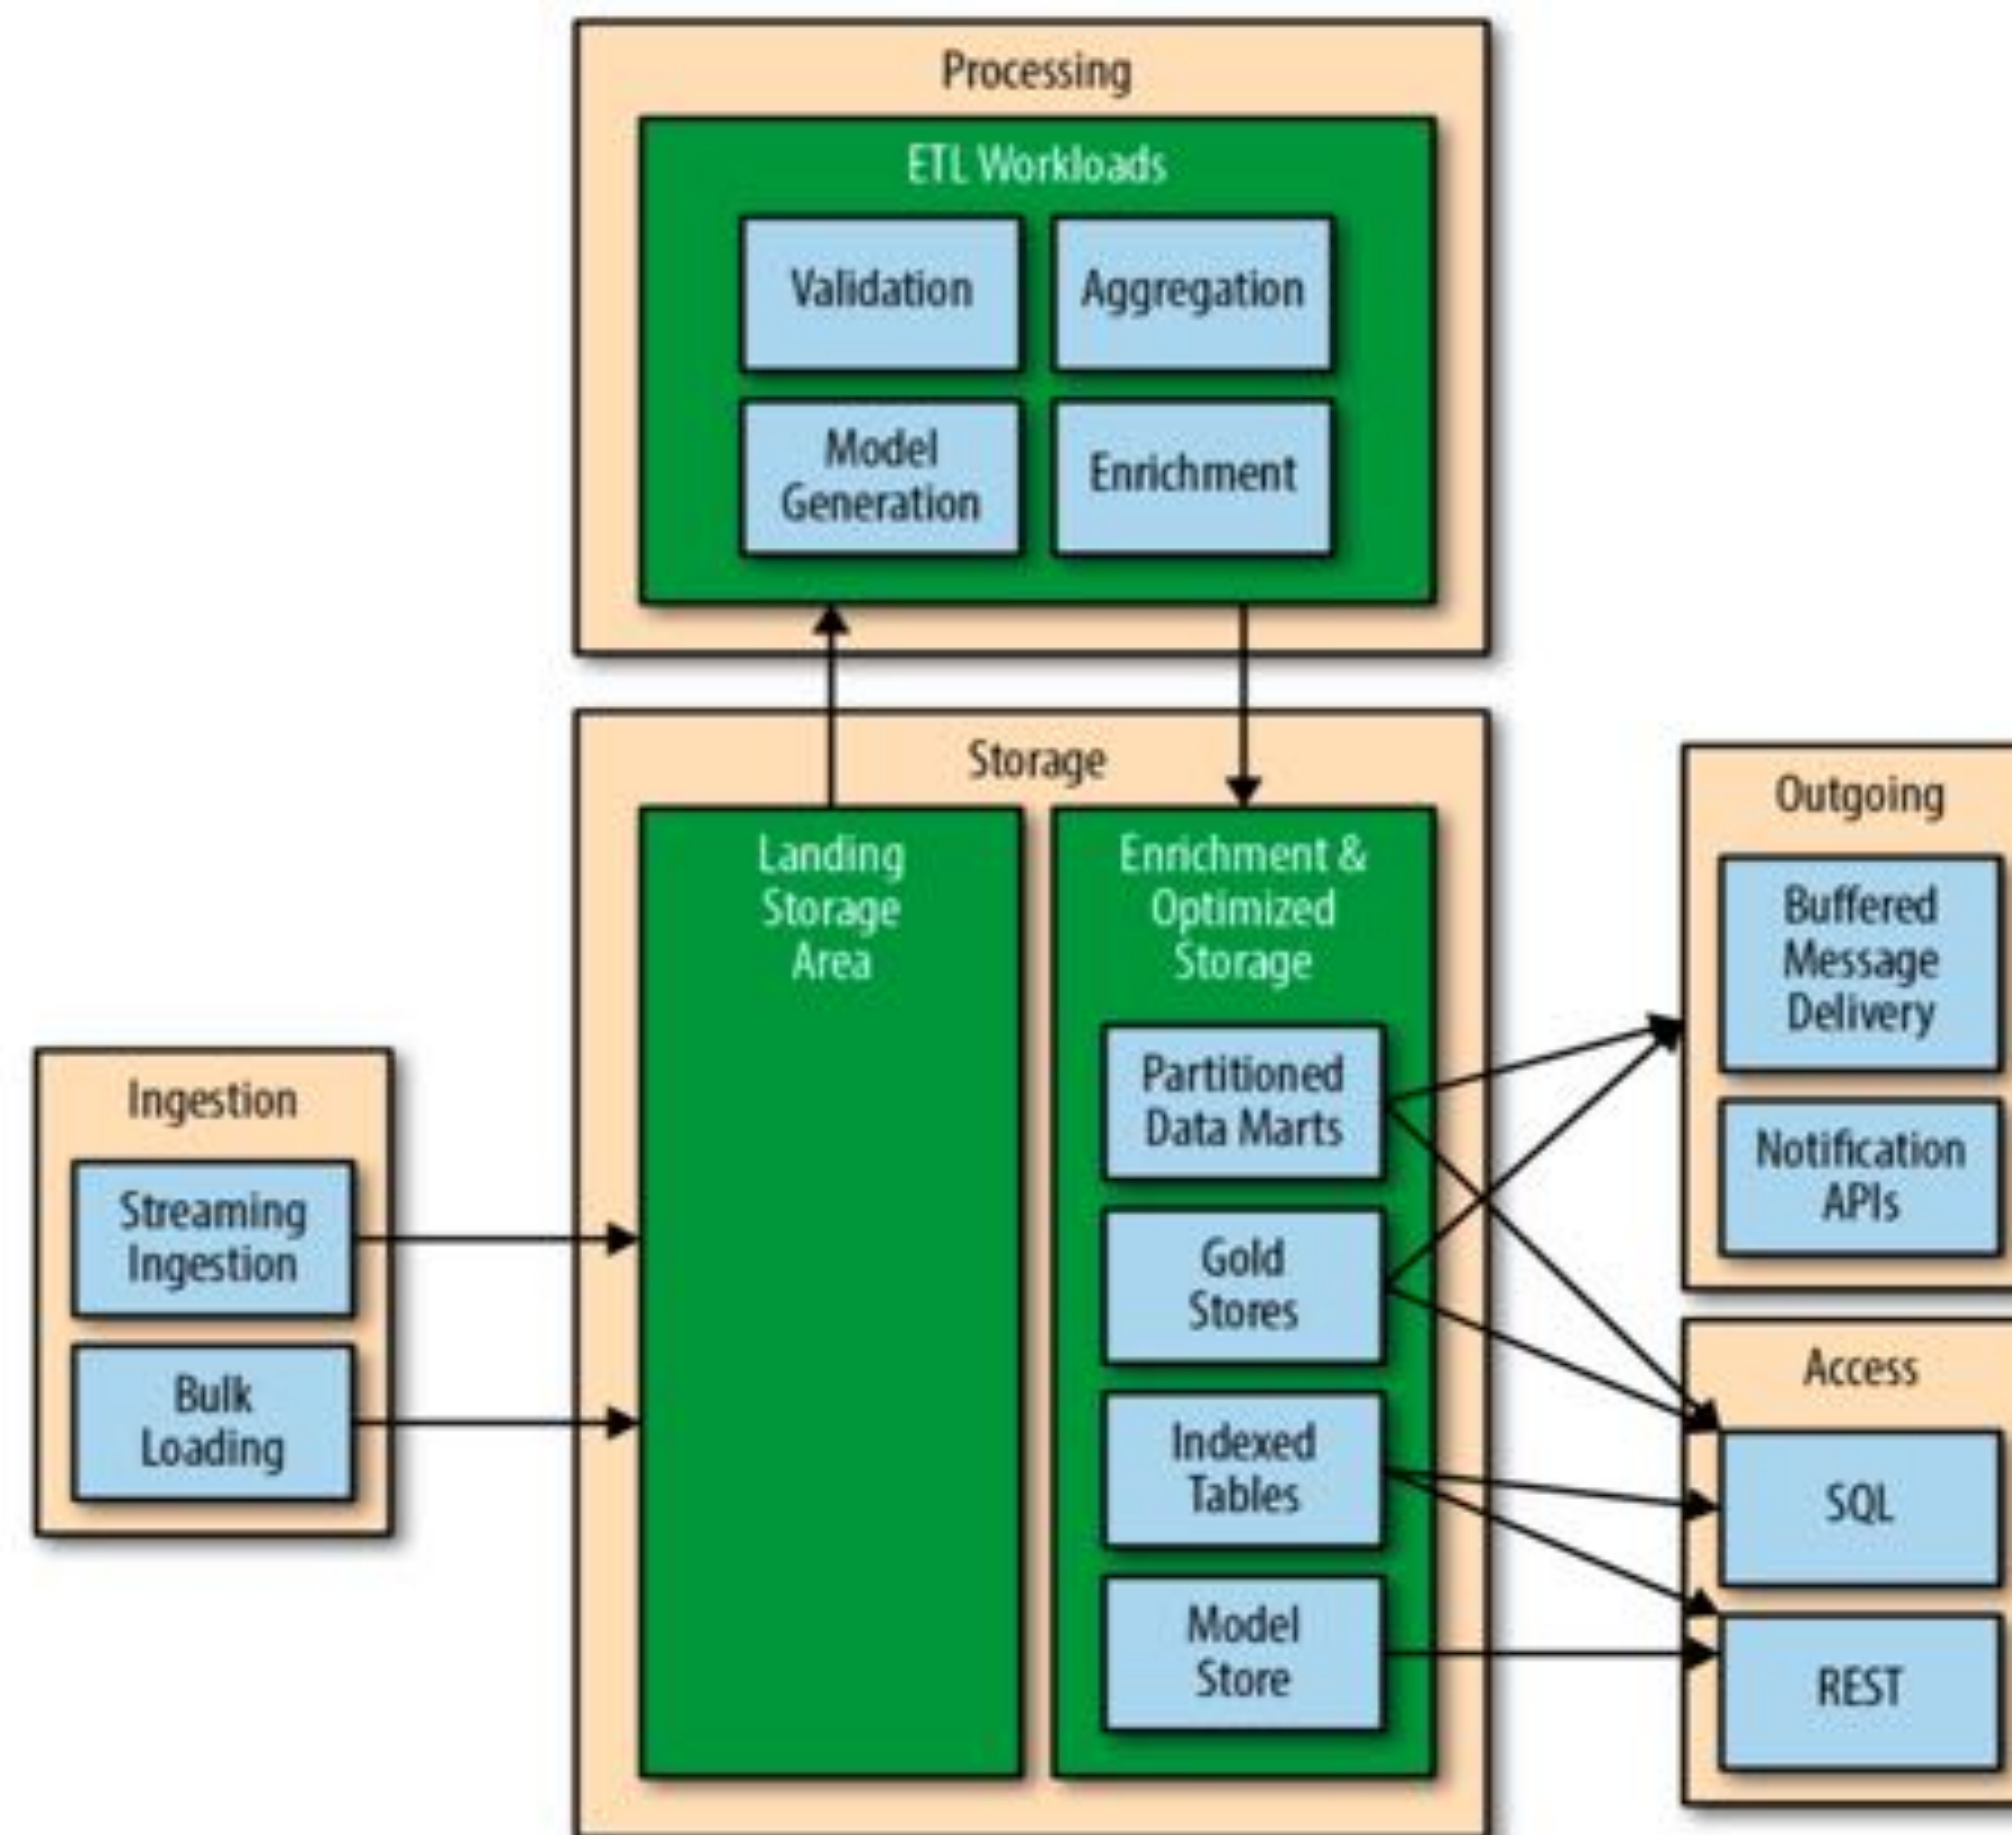 Processing
ETL Workloads
Validation
Aggregation
Model
Generation
Enrichment
Storage
Landing
Storage
Area
Enrichment &
Optimized
Storage
Partitioned
Data Marts
Gold
Stores
Indexed
Tables
Model
Store
Ingestion
Streaming
Ingestion
Bulk
Loading
Outgoing
Buffered
Message
Delivery
Notification
APIs
Access
SQL
REST